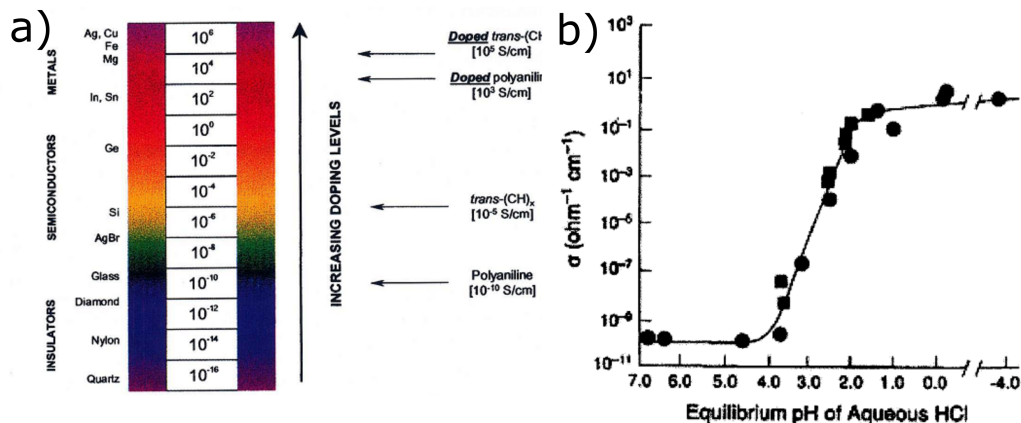 a)
METALS
SEMICONDUCTORS
INSULATORS
Ag, Cu
Fe
Mg
In, Sn
Ge
Si
AgBr
Glass
Diamond
Nylon
Quartz
10⁶
10⁴
10²
10⁰
10⁻²
10⁻⁴
10⁻⁶
10⁻⁸
10⁻¹⁰
10⁻¹²
10⁻¹⁴
10⁻¹⁶
INCREASING DOPING LEVELS
Doped trans-(CH
[10⁵ S/cm]
Doped polyanilin
[10³ S/cm]
trans-(CH)ₓ
[10⁻⁵ S/cm]
Polyaniline
[10⁻¹⁰ S/cm]
b)
σ (ohm⁻¹ cm⁻¹)
10³
10¹
10⁻¹
10⁻³
10⁻⁶
10⁻⁷
10⁻⁹
10⁻¹¹
7.0 6.0 5.0 4.0 3.0 2.0 1.0 0.0 -4.0
Equilibrium pH of Aqueous HCl